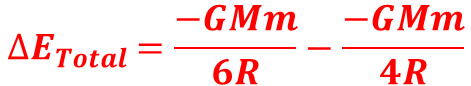 ΔE_Total = −GMm/6R − −GMm/4R